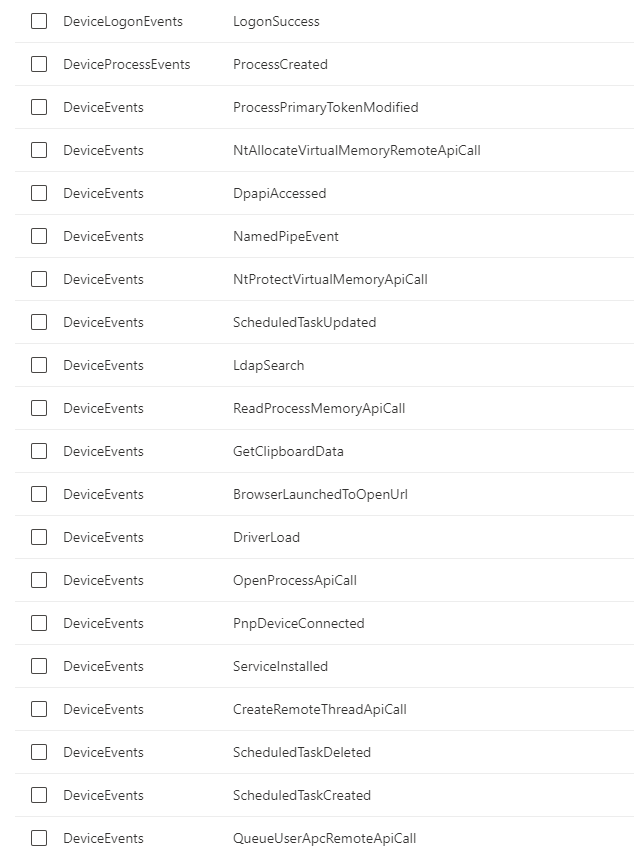 DeviceLogonEvents LogonSuccess
DeviceProcessEvents ProcessCreated
DeviceEvents ProcessPrimaryTokenModified
DeviceEvents NtAllocateVirtualMemoryRemoteApiCall
DeviceEvents DpapiAccessed
DeviceEvents NamedPipeEvent
DeviceEvents NtProtectVirtualMemoryApiCall
DeviceEvents ScheduledTaskUpdated
DeviceEvents LdapSearch
DeviceEvents ReadProcessMemoryApiCall
DeviceEvents GetClipboardData
DeviceEvents BrowserLaunchedToOpenUrl
DeviceEvents DriverLoad
DeviceEvents OpenProcessApiCall
DeviceEvents PnpDeviceConnected
DeviceEvents ServiceInstalled
DeviceEvents CreateRemoteThreadApiCall
DeviceEvents ScheduledTaskDeleted
DeviceEvents ScheduledTaskCreated
DeviceEvents QueueUserApcRemoteApiCall